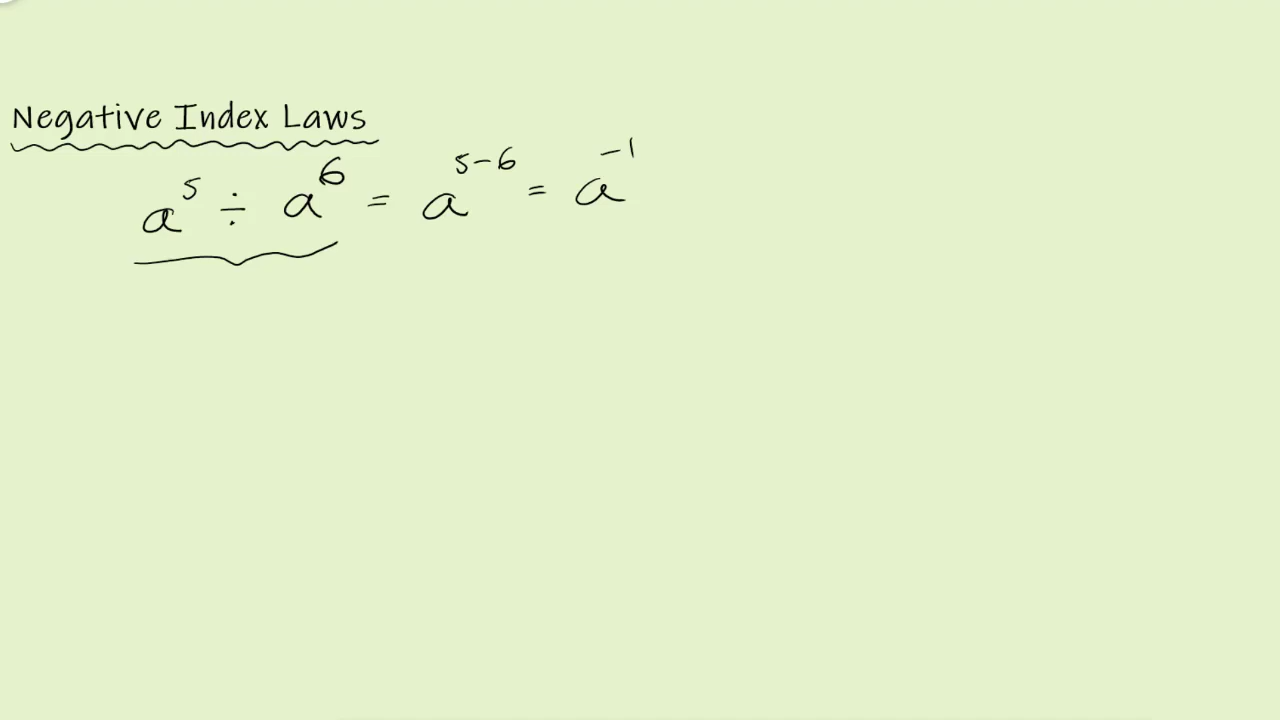 Negative Index Laws
a⁵ ÷ a⁶ = a⁵⁻⁶ = a⁻¹